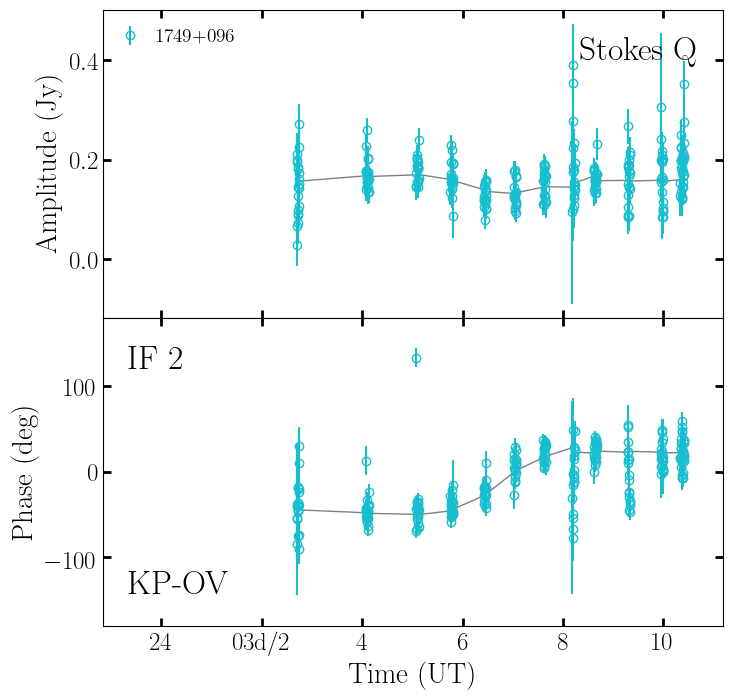 1749+096
Stokes Q
Amplitude (Jy)
0.4
0.2
0.0
IF 2
Phase (deg)
100
0
−100
KP-OV
24 03d/2 4 6 8 10
Time (UT)